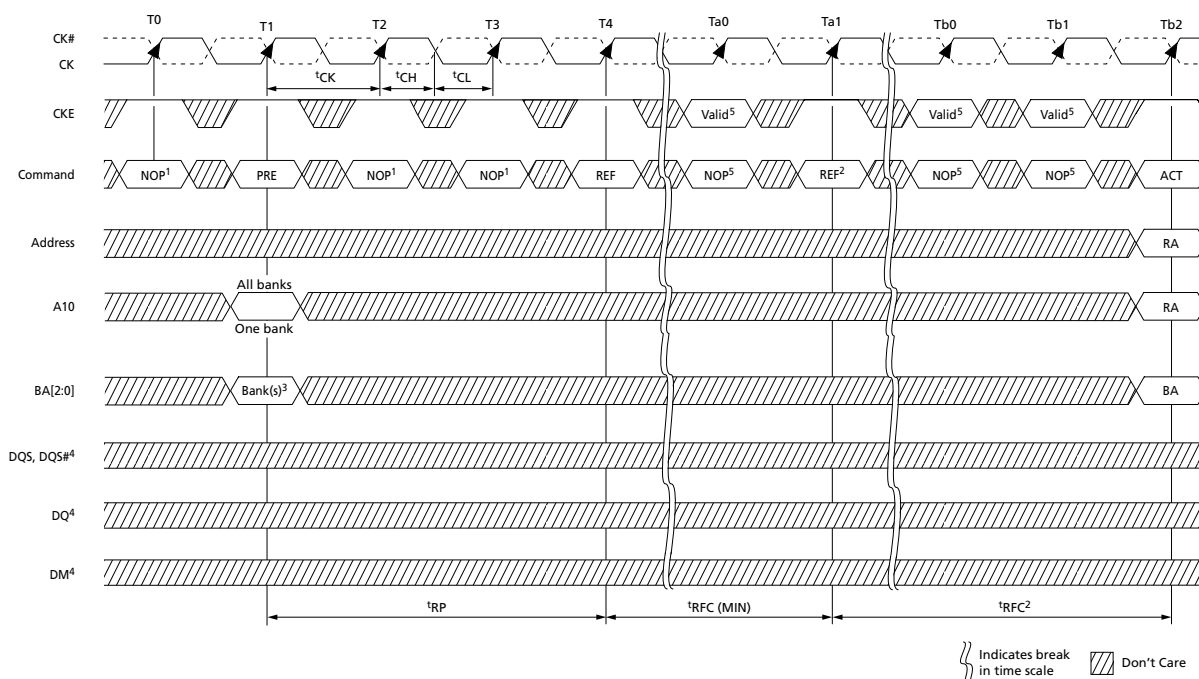 T0 T1 T2 T3 T4 Ta0 Ta1 Tb0 Tb1 Tb2
CK#
CK
tCK tCH tCL
CKE Valid5 Valid5 Valid5
Command NOP1 PRE NOP1 NOP1 REF NOP5 REF2 NOP5 NOP5 ACT
Address RA
All banks
A10 RA
One bank
BA[2:0] Bank(s)3 BA
DQS, DQS#4
DQ4
DM4
tRP tRFC (MIN) tRFC2
Indicates break
in time scale
Don't Care